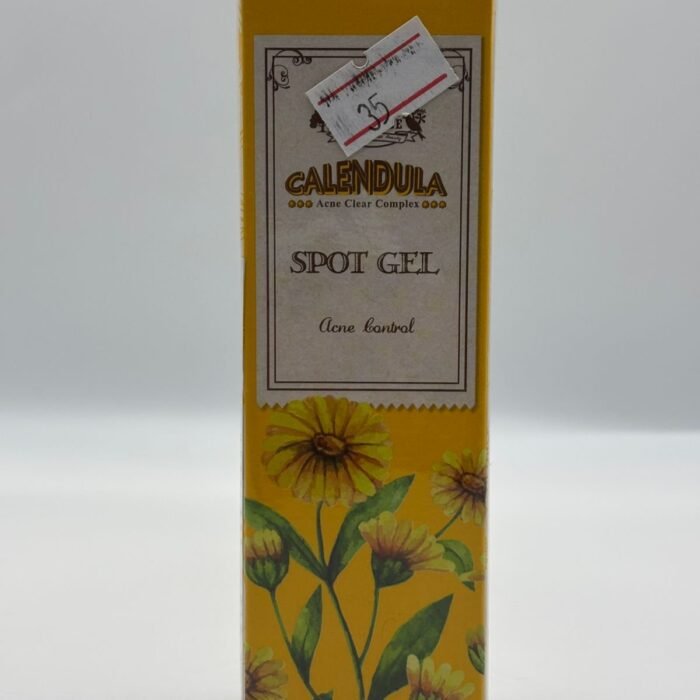 35
CALENDULA
Acne Clear Complex
SPOT GEL
Acne Control